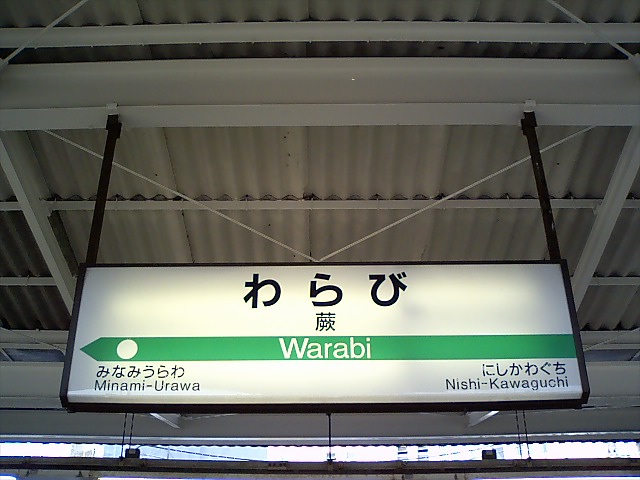 わらび
蕨
Warabi
みなみうらわ にしかわぐち
Minami-Urawa Nishi-Kawaguchi